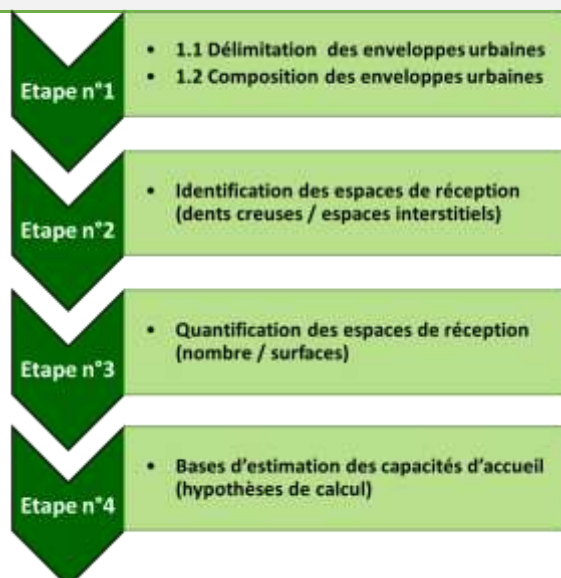 Etape n°1
• 1.1 Délimitation des enveloppes urbaines
• 1.2 Composition des enveloppes urbaines
Etape n°2
• Identification des espaces de réception
(dents creuses / espaces interstitiels)
Etape n°3
• Quantification des espaces de réception
(nombre / surfaces)
Etape n°4
• Bases d'estimation des capacités d'accueil
(hypothèses de calcul)